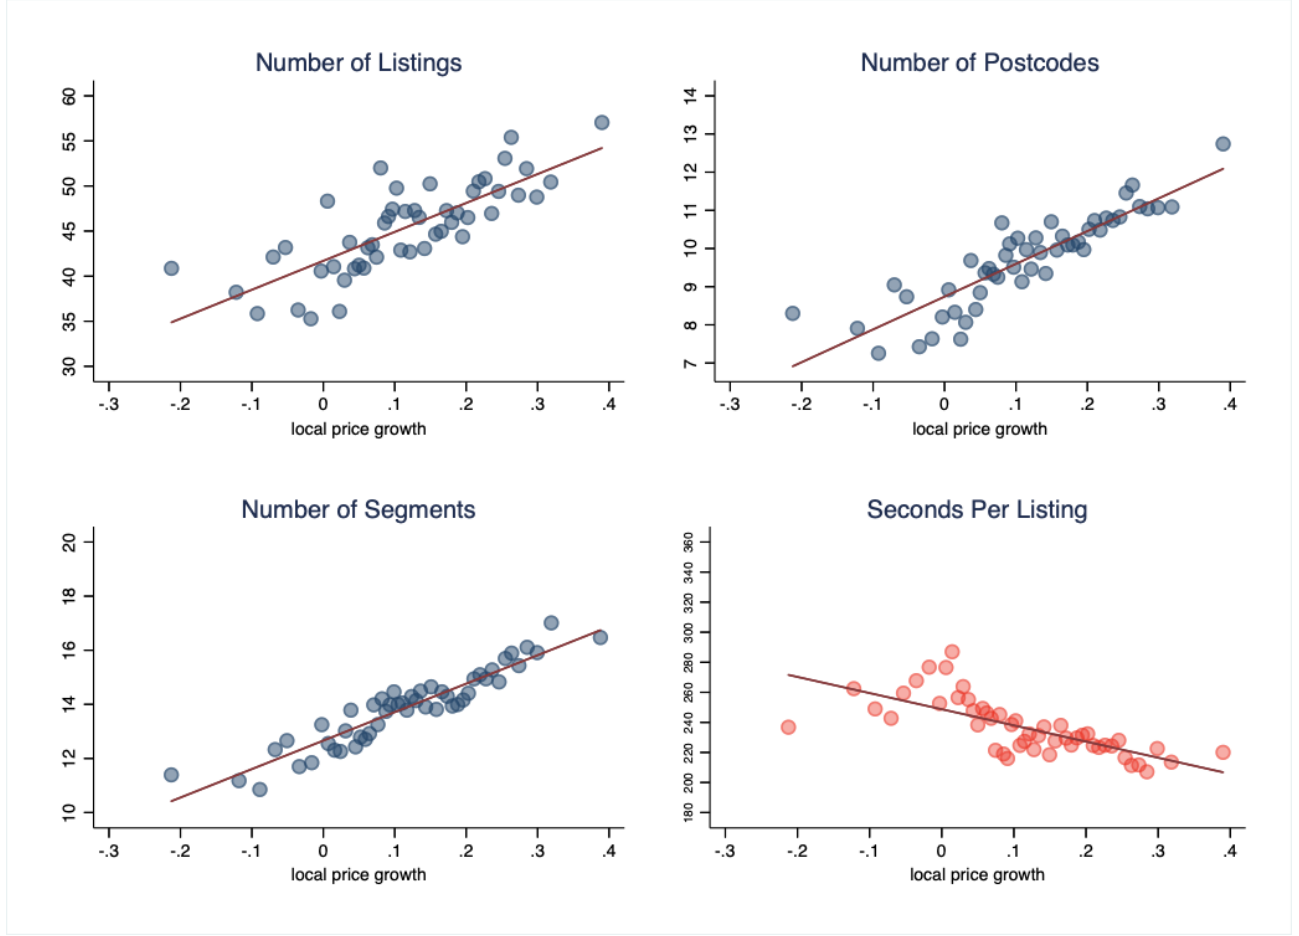 Number of Listings
60
55
50
45
40
35
30
-.3 -.2 -.1 0 .1 .2 .3 .4
local price growth
Number of Postcodes
14
13
12
11
10
9
8
7
-.3 -.2 -.1 0 .1 .2 .3 .4
local price growth
Number of Segments
20
18
16
14
12
10
-.3 -.2 -.1 0 .1 .2 .3 .4
local price growth
Seconds Per Listing
360
340
320
300
280
260
240
220
200
180
-.3 -.2 -.1 0 .1 .2 .3 .4
local price growth